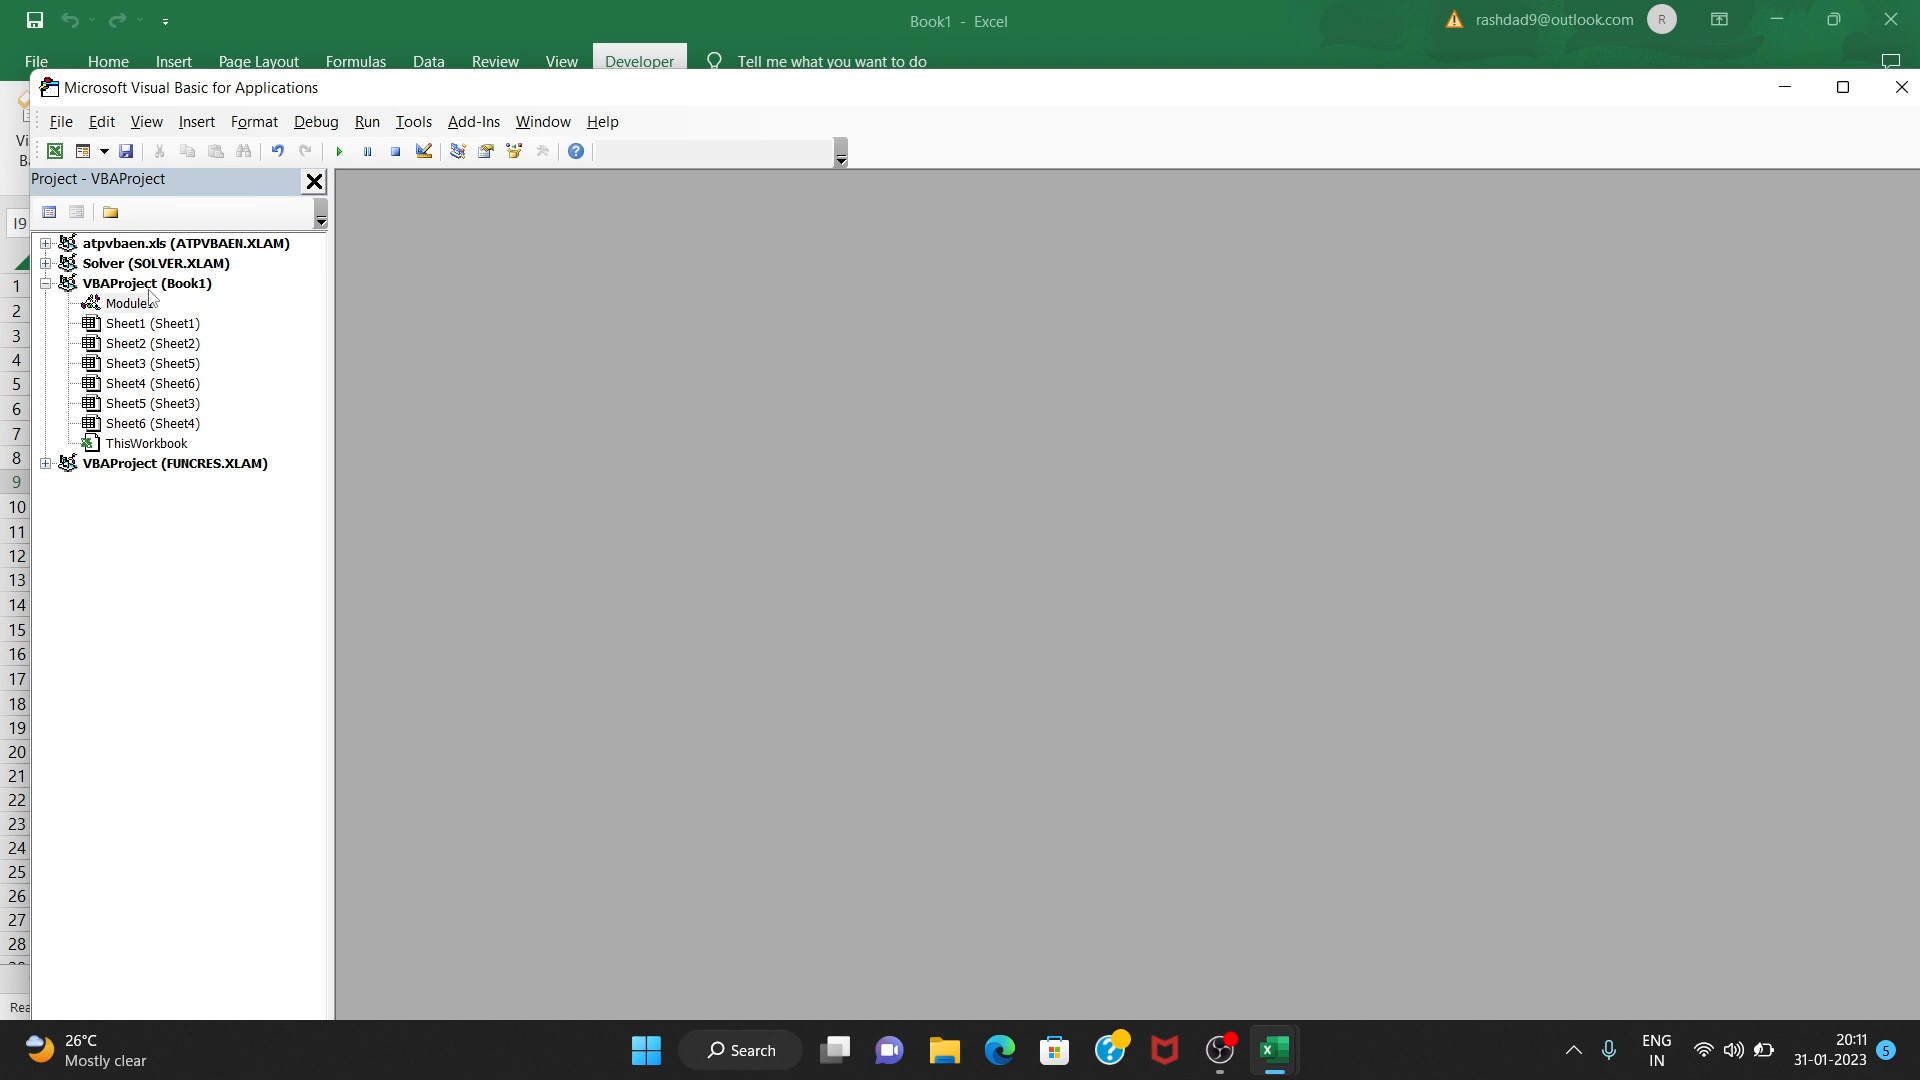 Book1 - Excel
rashdad9@outlook.com
R
File Home Insert Page Layout Formulas Data Review View Developer Tell me what you want to do
Microsoft Visual Basic for Applications
File Edit View Insert Format Debug Run Tools Add-Ins Window Help
Project - VBAProject
I9
atpvbaen.xls (ATPVBAEN.XLAM)
Solver (SOLVER.XLAM)
VBAProject (Book1)
Sheet1 (Sheet1)
Sheet2 (Sheet2)
Sheet3 (Sheet5)
Sheet4 (Sheet6)
Sheet5 (Sheet3)
Sheet6 (Sheet4)
ThisWorkbook
VBAProject (FUNCRES.XLAM)
1
2
3
4
5
6
7
8
9
10
11
12
13
14
15
16
17
18
19
20
21
22
23
24
25
26
27
28
26°C
Mostly clear
Search
ENG
IN
20:11
31-01-2023
5